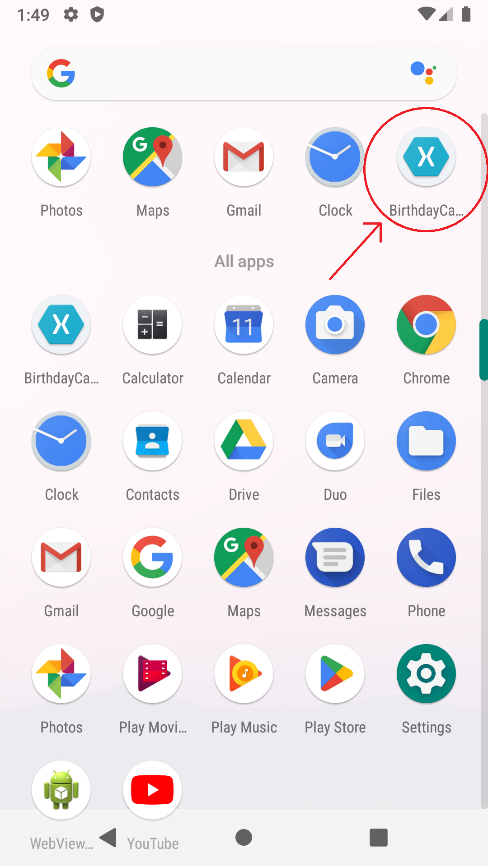 1:49
Photos Maps Gmail Clock BirthdayCa...
All apps
BirthdayCa... Calculator Calendar Camera Chrome
Clock Contacts Drive Duo Files
Gmail Google Maps Messages Phone
Photos Play Movi... Play Music Play Store Settings
WebView... YouTube